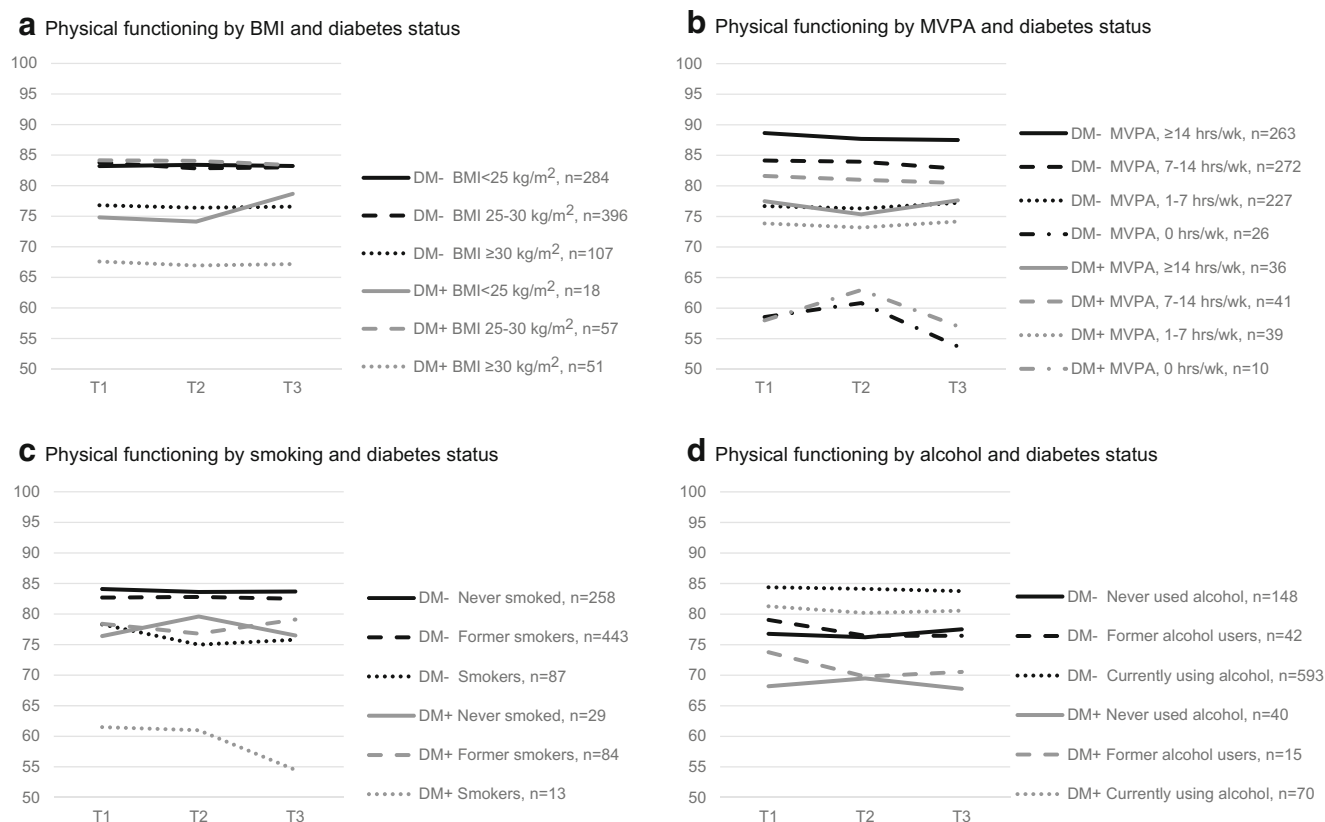 a Physical functioning by BMI and diabetes status
100
95
90
85
80
75
70
65
60
55
50
T1 T2 T3
DM- BMI<25 kg/m², n=284
DM- BMI 25-30 kg/m², n=396
DM- BMI ≥30 kg/m², n=107
DM+ BMI<25 kg/m², n=18
DM+ BMI 25-30 kg/m², n=57
DM+ BMI ≥30 kg/m², n=51
b Physical functioning by MVPA and diabetes status
100
95
90
85
80
75
70
65
60
55
50
T1 T2 T3
DM- MVPA, ≥14 hrs/wk, n=263
DM- MVPA, 7-14 hrs/wk, n=272
DM- MVPA, 1-7 hrs/wk, n=227
DM- MVPA, 0 hrs/wk, n=26
DM+ MVPA, ≥14 hrs/wk, n=36
DM+ MVPA, 7-14 hrs/wk, n=41
DM+ MVPA, 1-7 hrs/wk, n=39
DM+ MVPA, 0 hrs/wk, n=10
c Physical functioning by smoking and diabetes status
100
95
90
85
80
75
70
65
60
55
50
T1 T2 T3
DM- Never smoked, n=258
DM- Former smokers, n=443
DM- Smokers, n=87
DM+ Never smoked, n=29
DM+ Former smokers, n=84
DM+ Smokers, n=13
d Physical functioning by alcohol and diabetes status
100
95
90
85
80
75
70
65
60
55
50
T1 T2 T3
DM- Never used alcohol, n=148
DM- Former alcohol users, n=42
DM- Currently using alcohol, n=593
DM+ Never used alcohol, n=40
DM+ Former alcohol users, n=15
DM+ Currently using alcohol, n=70